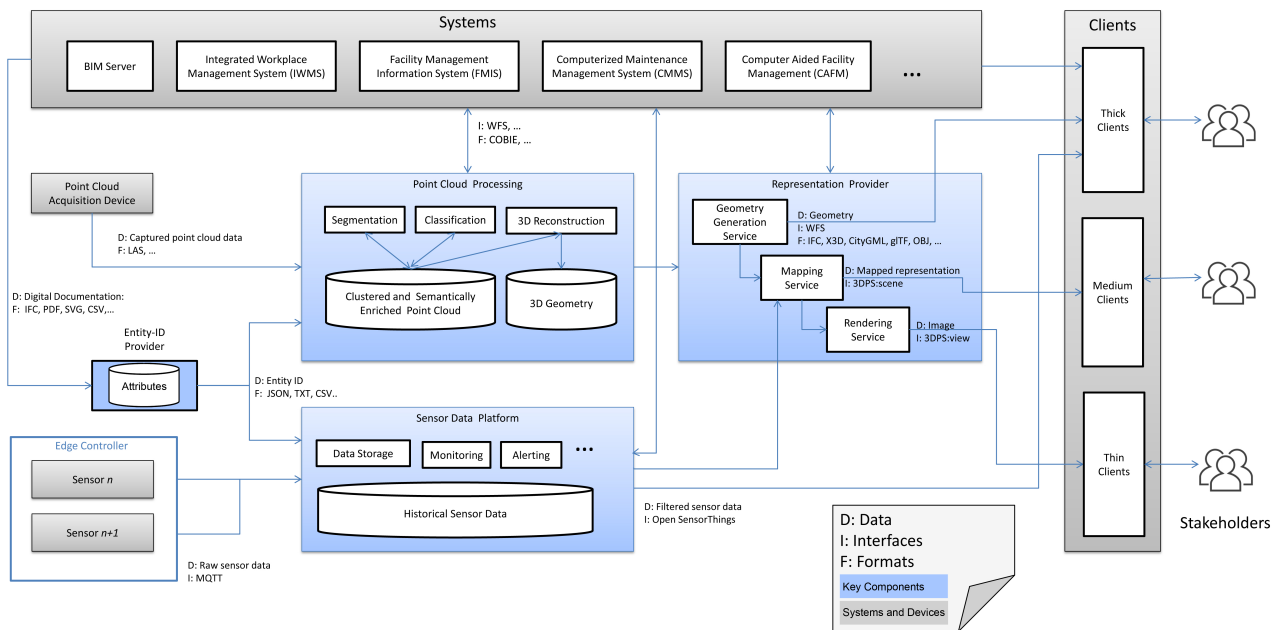 Systems
BIM Server
Integrated Workplace
Management System (IWMS)
Facility Management
Information System (FMIS)
Computerized Maintenance
Management System (CMMS)
Computer Aided Facility
Management (CAFM)
...
Clients
Thick
Clients
Medium
Clients
Thin
Clients
Stakeholders
I: WFS, ...
F: COBIE, ...
Point Cloud
Acquisition Device
D: Captured point cloud data
F: LAS, ...
D: Digital Documentation:
F: IFC, PDF, SVG, CSV,...
Point Cloud Processing
Segmentation
Classification
3D Reconstruction
Clustered and Semantically
Enriched Point Cloud
3D Geometry
Representation Provider
Geometry
Generation
Service
D: Geometry
I: WFS
F: IFC, X3D, CityGML, glTF, OBJ, ...
Mapping
Service
D: Mapped representation
I: 3DPS:scene
Rendering
Service
D: Image
I: 3DPS:view
Entity-ID
Provider
Attributes
D: Entity ID
F: JSON, TXT, CSV..
Edge Controller
Sensor n
Sensor n+1
D: Raw sensor data
I: MQTT
Sensor Data Platform
Data Storage
Monitoring
Alerting
...
Historical Sensor Data
D: Filtered sensor data
I: Open SensorThings
D: Data
I: Interfaces
F: Formats
Key Components
Systems and Devices